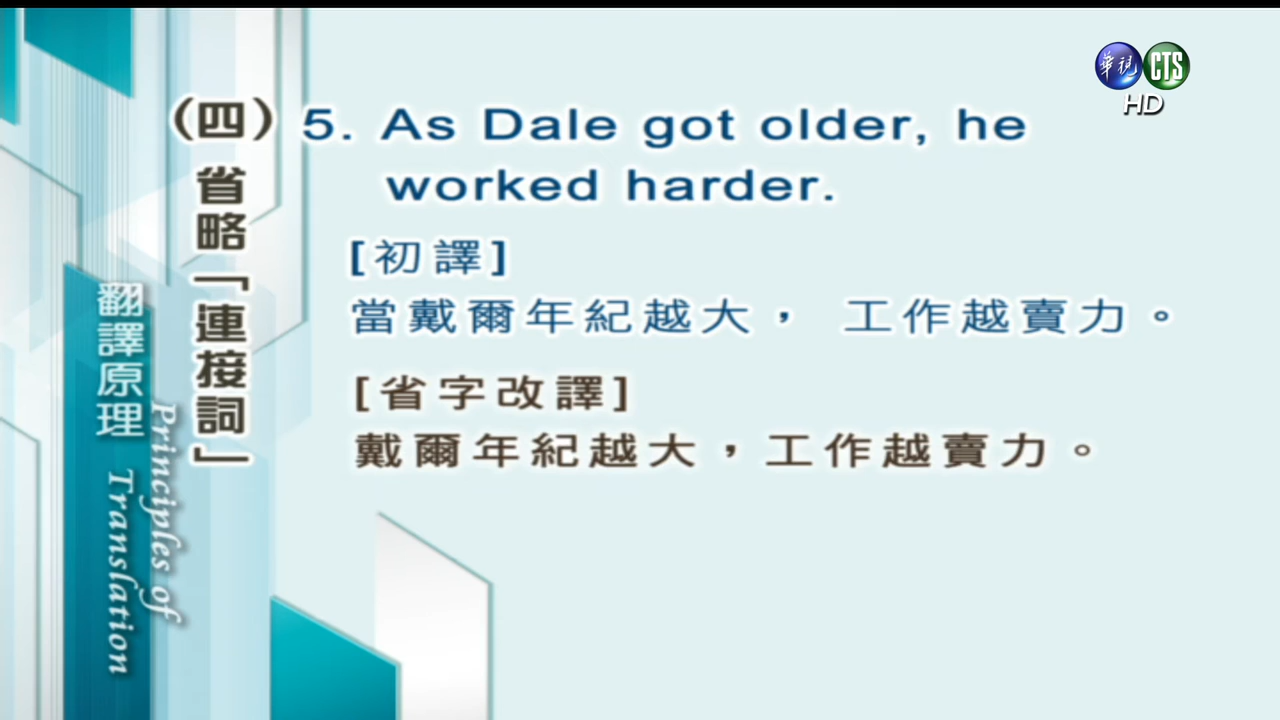 華視 CTS
HD
(四)省略「連接詞」
5. As Dale got older, he
worked harder.
[初譯]
當戴爾年紀越大， 工作越賣力。
[省字改譯]
戴爾年紀越大，工作越賣力。
翻譯原理
Principles of
Translation